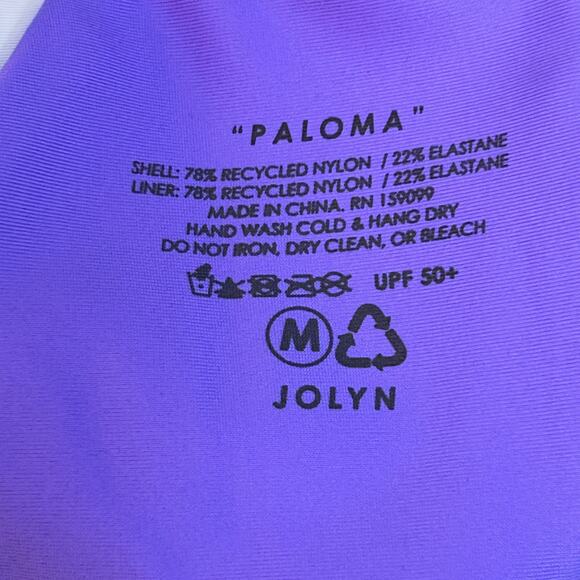 "PALOMA"
SHELL: 78% RECYCLED NYLON / 22% ELASTANE
LINER: 78% RECYCLED NYLON / 22% ELASTANE
MADE IN CHINA. RN 159099
HAND WASH COLD & HANG DRY
DO NOT IRON, DRY CLEAN, OR BLEACH
UPF 50+
M
JOLYN